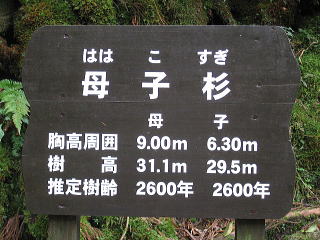 はは こ すぎ
母子杉
母 子
胸高周囲 9.00m 6.30m
樹高 31.1m 29.5m
推定樹齢 2600年 2600年